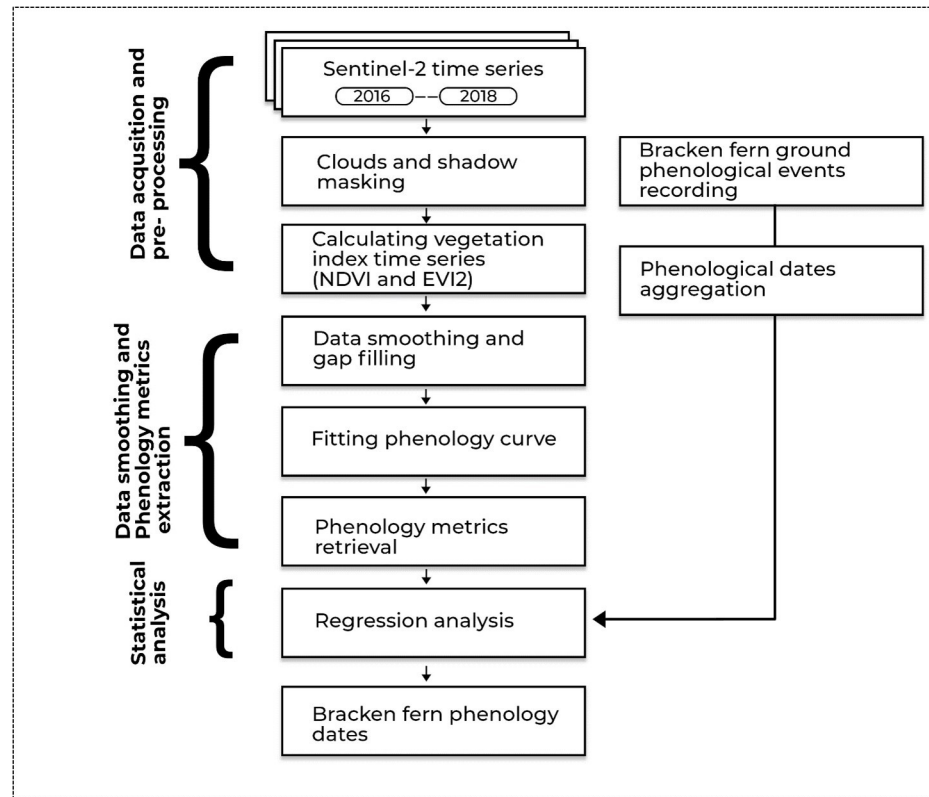 Data acqusition and
pre- processing
Sentinel-2 time series
2016 -- 2018
Clouds and shadow
masking
Calculating vegetation
index time series
(NDVI and EVI2)
Data smoothing and
Phenology metrics
extraction
Data smoothing and
gap filling
Fitting phenology curve
Phenology metrics
retrieval
Statistical
analysis
Regression analysis
Bracken fern phenology
dates
Bracken fern ground
phenological events
recording
Phenological dates
aggregation